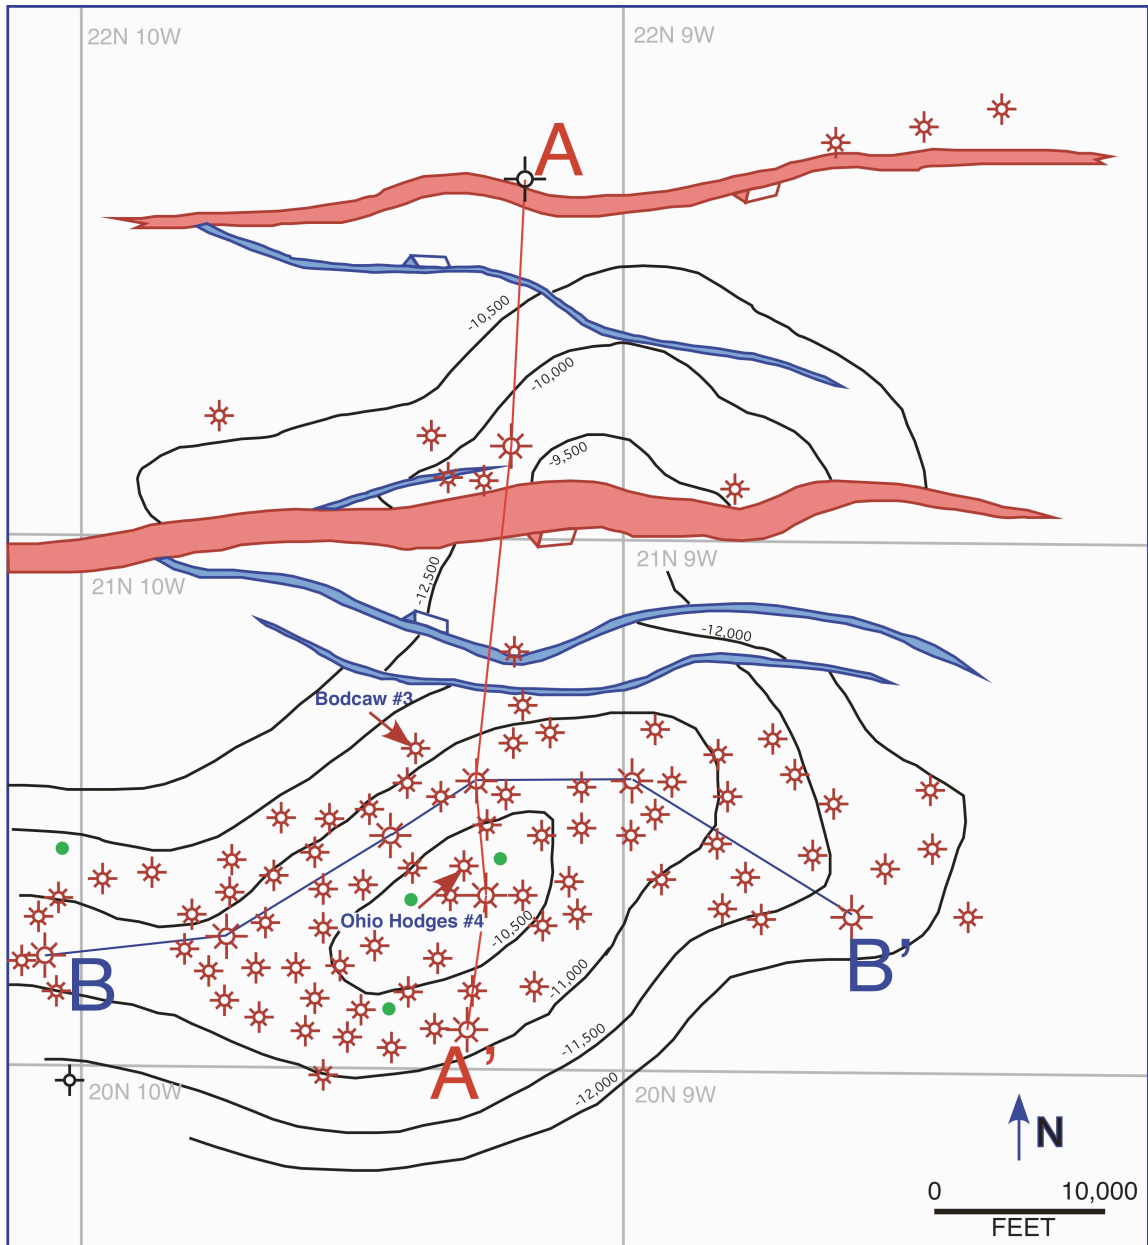 22N 10W
22N 9W
A
-10,500
-10,000
-9,500
21N 10W
21N 9W
-12,500
-12,000
Bodcaw #3
Ohio Hodges #4
-10,500
B
B’
-11,000
-11,500
A’
-12,000
20N 10W
20N 9W
N
0 10,000
FEET